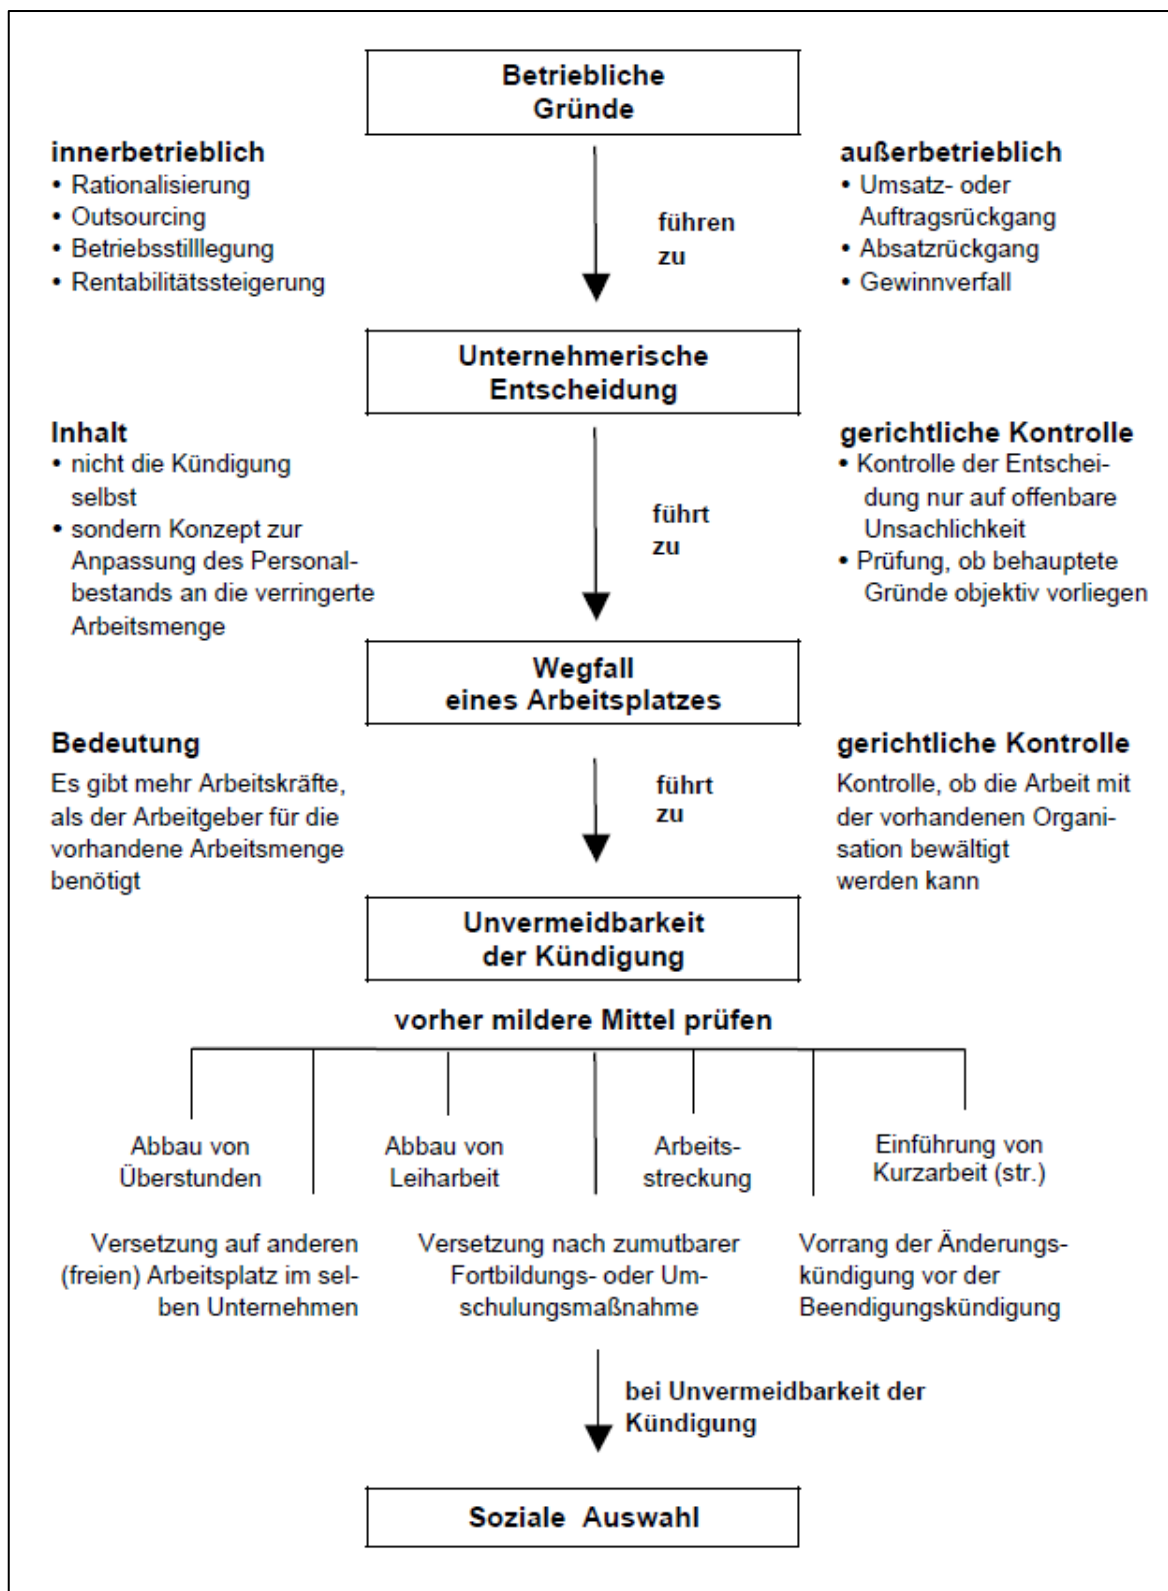 Betriebliche
Gründe
innerbetrieblich
• Rationalisierung
• Outsourcing
• Betriebsstilllegung
• Rentabilitätssteigerung
führen
zu
außerbetrieblich
• Umsatz- oder
Auftragsrückgang
• Absatzrückgang
• Gewinnverfall
Unternehmerische
Entscheidung
Inhalt
• nicht die Kündigung
selbst
• sondern Konzept zur
Anpassung des Personal-
bestands an die verringerte
Arbeitsmenge
führt
zu
gerichtliche Kontrolle
• Kontrolle der Entschei-
dung nur auf offenbare
Unsachlichkeit
• Prüfung, ob behauptete
Gründe objektiv vorliegen
Wegfall
eines Arbeitsplatzes
Bedeutung
Es gibt mehr Arbeitskräfte,
als der Arbeitgeber für die
vorhandene Arbeitsmenge
benötigt
führt
zu
gerichtliche Kontrolle
Kontrolle, ob die Arbeit mit
der vorhandenen Organi-
sation bewältigt
werden kann
Unvermeidbarkeit
der Kündigung
vorher mildere Mittel prüfen
Abbau von
Überstunden
Abbau von
Leiharbeit
Arbeits-
streckung
Einführung von
Kurzarbeit (str.)
Versetzung auf anderen
(freien) Arbeitsplatz im sel-
ben Unternehmen
Versetzung nach zumutbarer
Fortbildungs- oder Um-
schulungsmaßnahme
Vorrang der Änderungs-
kündigung vor der
Beendigungskündigung
bei Unvermeidbarkeit der
Kündigung
Soziale Auswahl